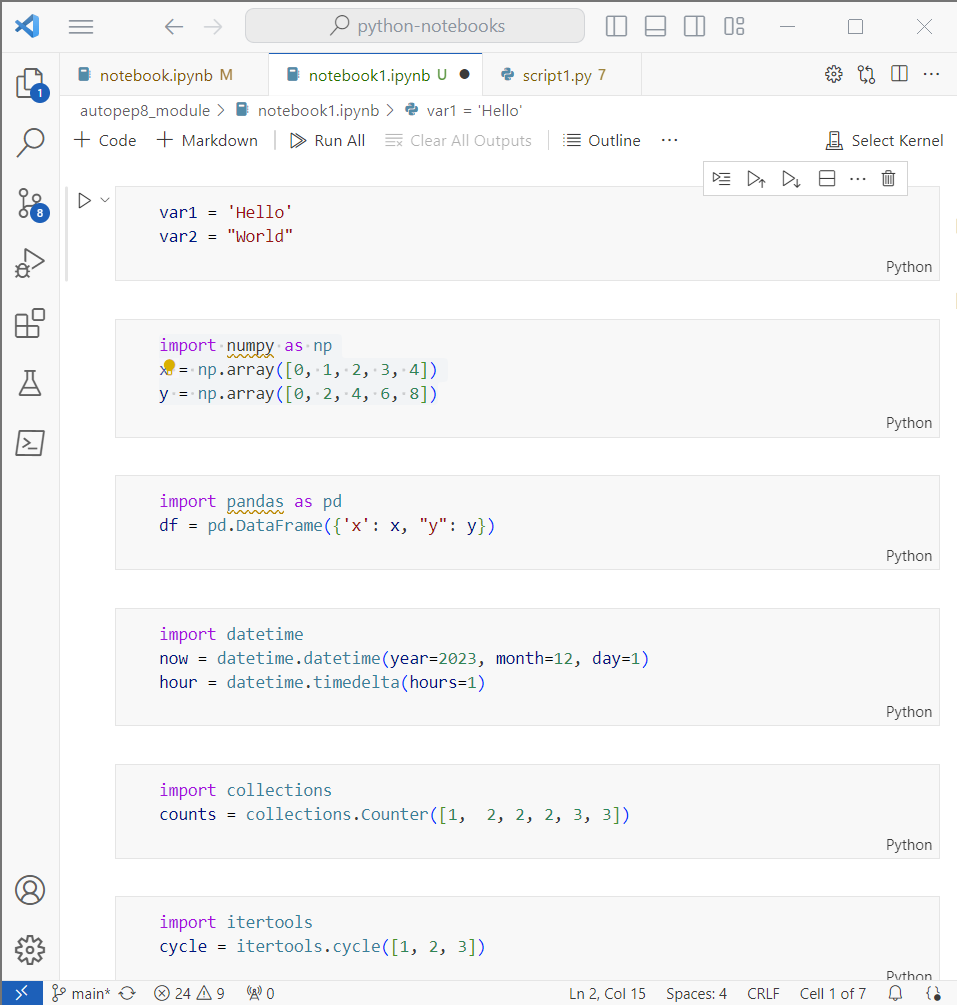 python-notebooks
notebook.ipynb M
notebook1.ipynb U
script1.py 7
1
autopep8_module > notebook1.ipynb > var1 = 'Hello'
Code Markdown Run All Clear All Outputs Outline ... Select Kernel
8
var1 = 'Hello'
var2 = "World"
Python
import numpy as np
x = np.array([0, 1, 2, 3, 4])
y = np.array([0, 2, 4, 6, 8])
Python
import pandas as pd
df = pd.DataFrame({'x': x, "y": y})
Python
import datetime
now = datetime.datetime(year=2023, month=12, day=1)
hour = datetime.timedelta(hours=1)
Python
import collections
counts = collections.Counter([1,  2, 2, 2, 3, 3])
Python
import itertools
cycle = itertools.cycle([1, 2, 3])
Python
main* 24 9 0 Ln 2, Col 15 Spaces: 4 CRLF Cell 1 of 7